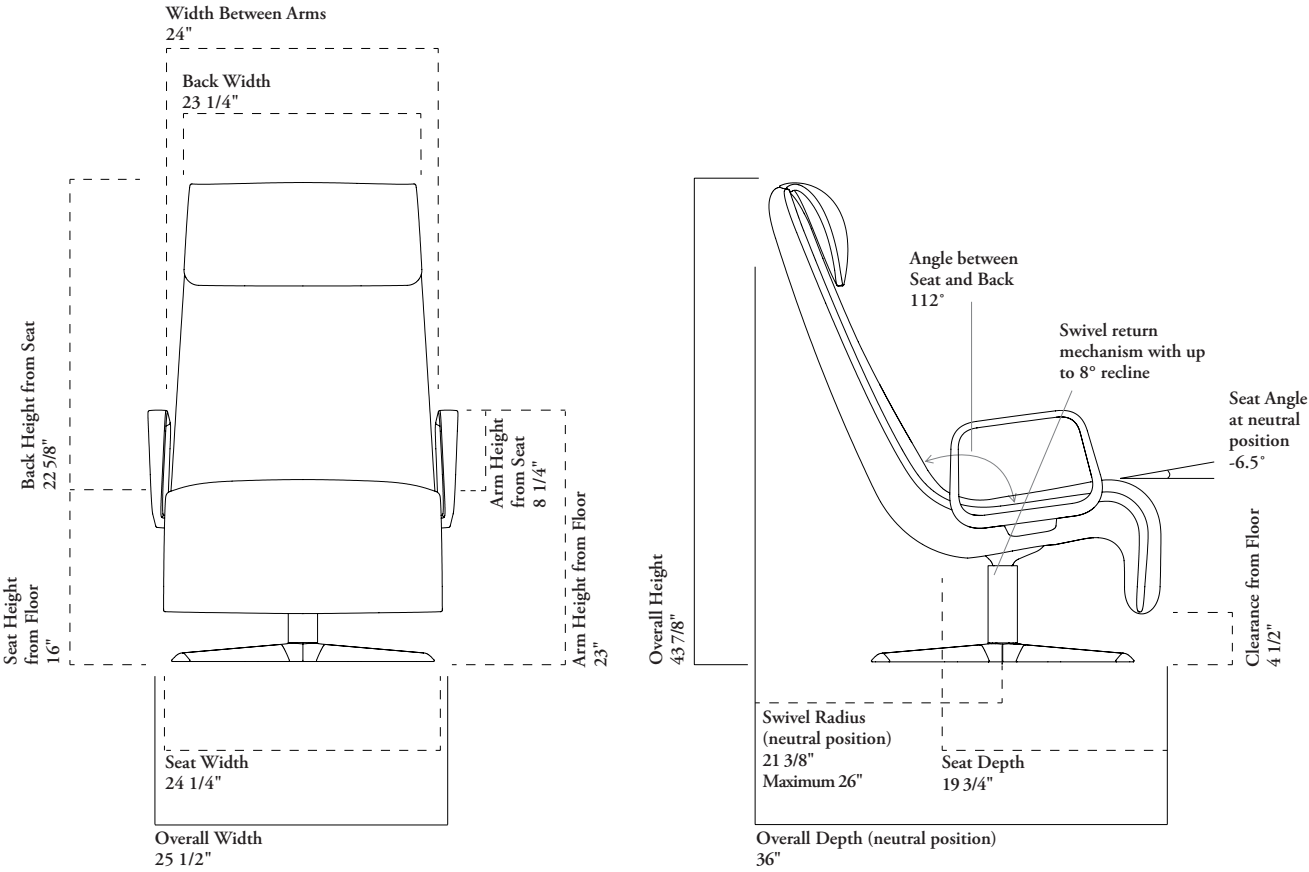 Width Between Arms
24"
Back Width
23 1/4"
Back Height from Seat
22 5/8"
Seat Height
from Floor
16"
Arm Height
from Seat
8 1/4"
Arm Height from Floor
23"
Seat Width
24 1/4"
Overall Width
25 1/2"
Overall Height
43 7/8"
Angle between
Seat and Back
112˚
Swivel return
mechanism with up
to 8° recline
Seat Angle
at neutral
position
-6.5˚
Clearance from Floor
4 1/2"
Swivel Radius
(neutral position)
21 3/8"
Maximum 26"
Seat Depth
19 3/4"
Overall Depth (neutral position)
36"